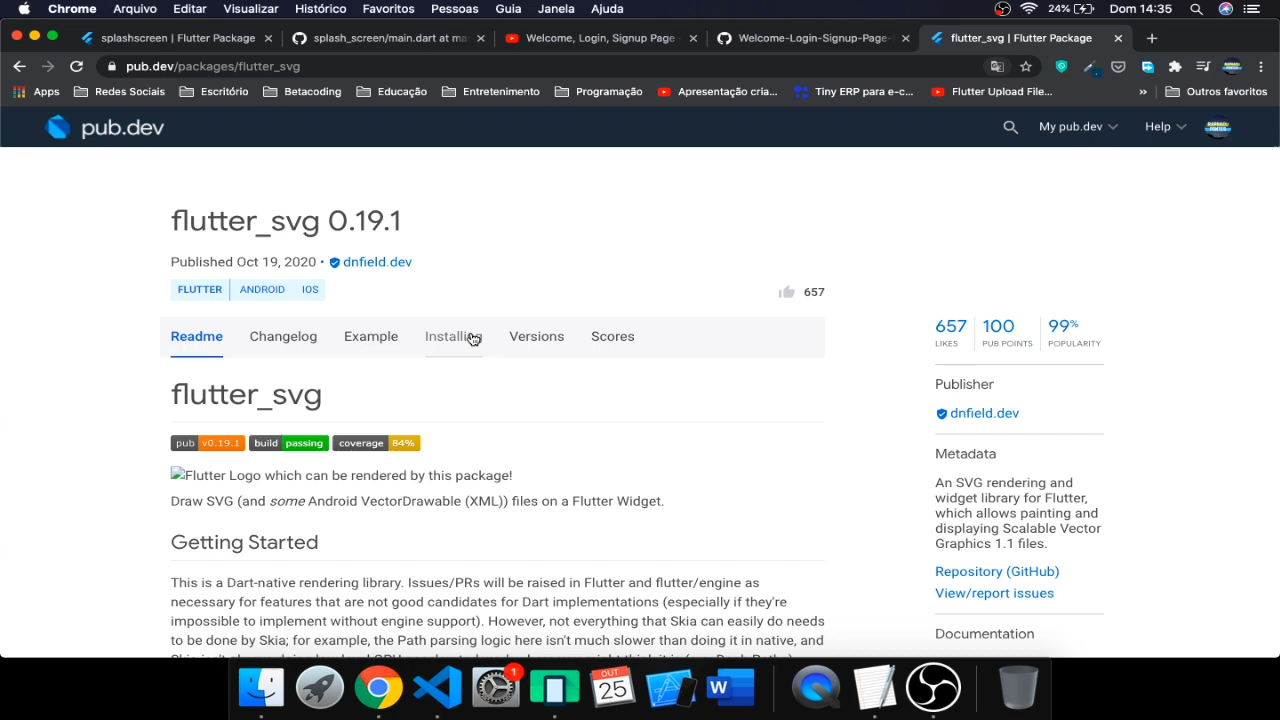 Chrome Arquivo Editar Visualizar Histórico Favoritos Pessoas Guia Janela Ajuda 24% Dom 14:35
splashscreen | Flutter Package
splash_screen/main.dart at ma
Welcome, Login, Signup Page -
Welcome-Login-Signup-Page-
flutter_svg | Flutter Package
pub.dev/packages/flutter_svg
Apps Redes Sociais Escritório Betacoding Educação Entretenimento Programação Apresentação cria... Tiny ERP para e-c... Flutter Upload File... » Outros favoritos
pub.dev My pub.dev Help
flutter_svg 0.19.1
Published Oct 19, 2020 • dnfield.dev
FLUTTER ANDROID IOS
657
Readme Changelog Example Installing Versions Scores
flutter_svg
pub v0.19.1 build passing coverage 84%
Flutter Logo which can be rendered by this package!
Draw SVG (and some Android VectorDrawable (XML)) files on a Flutter Widget.
Getting Started
This is a Dart-native rendering library. Issues/PRs will be raised in Flutter and flutter/engine as
necessary for features that are not good candidates for Dart implementations (especially if they're
impossible to implement without engine support). However, not everything that Skia can easily do needs
to be done by Skia; for example, the Path parsing logic here isn't much slower than doing it in native, and
657 100 99%
LIKES PUB POINTS POPULARITY
Publisher
dnfield.dev
Metadata
An SVG rendering and
widget library for Flutter,
which allows painting and
displaying Scalable Vector
Graphics 1.1 files.
Repository (GitHub)
View/report issues
Documentation
1
OUT
25
W